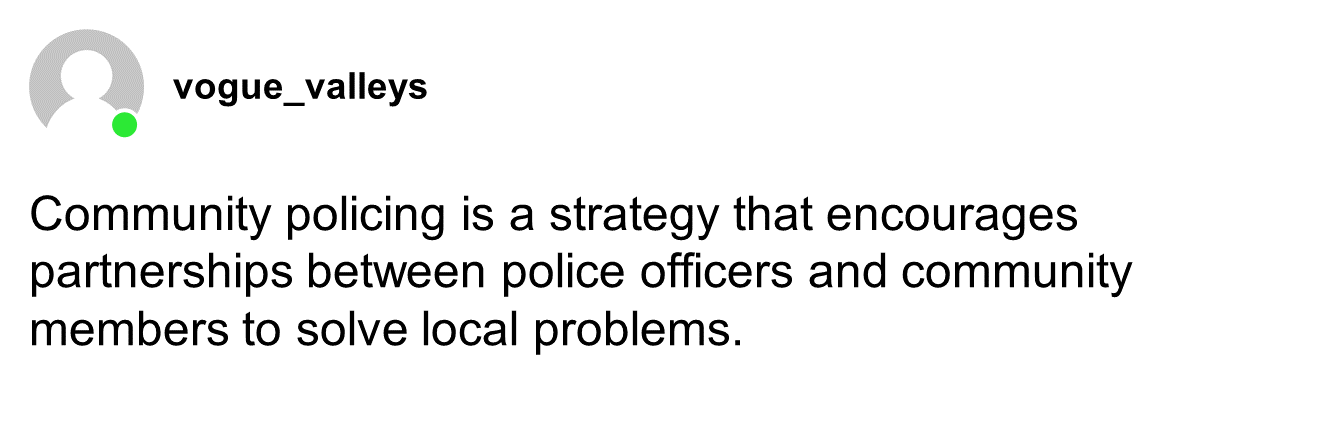 vogue_valleys
Community policing is a strategy that encourages
partnerships between police officers and community
members to solve local problems.